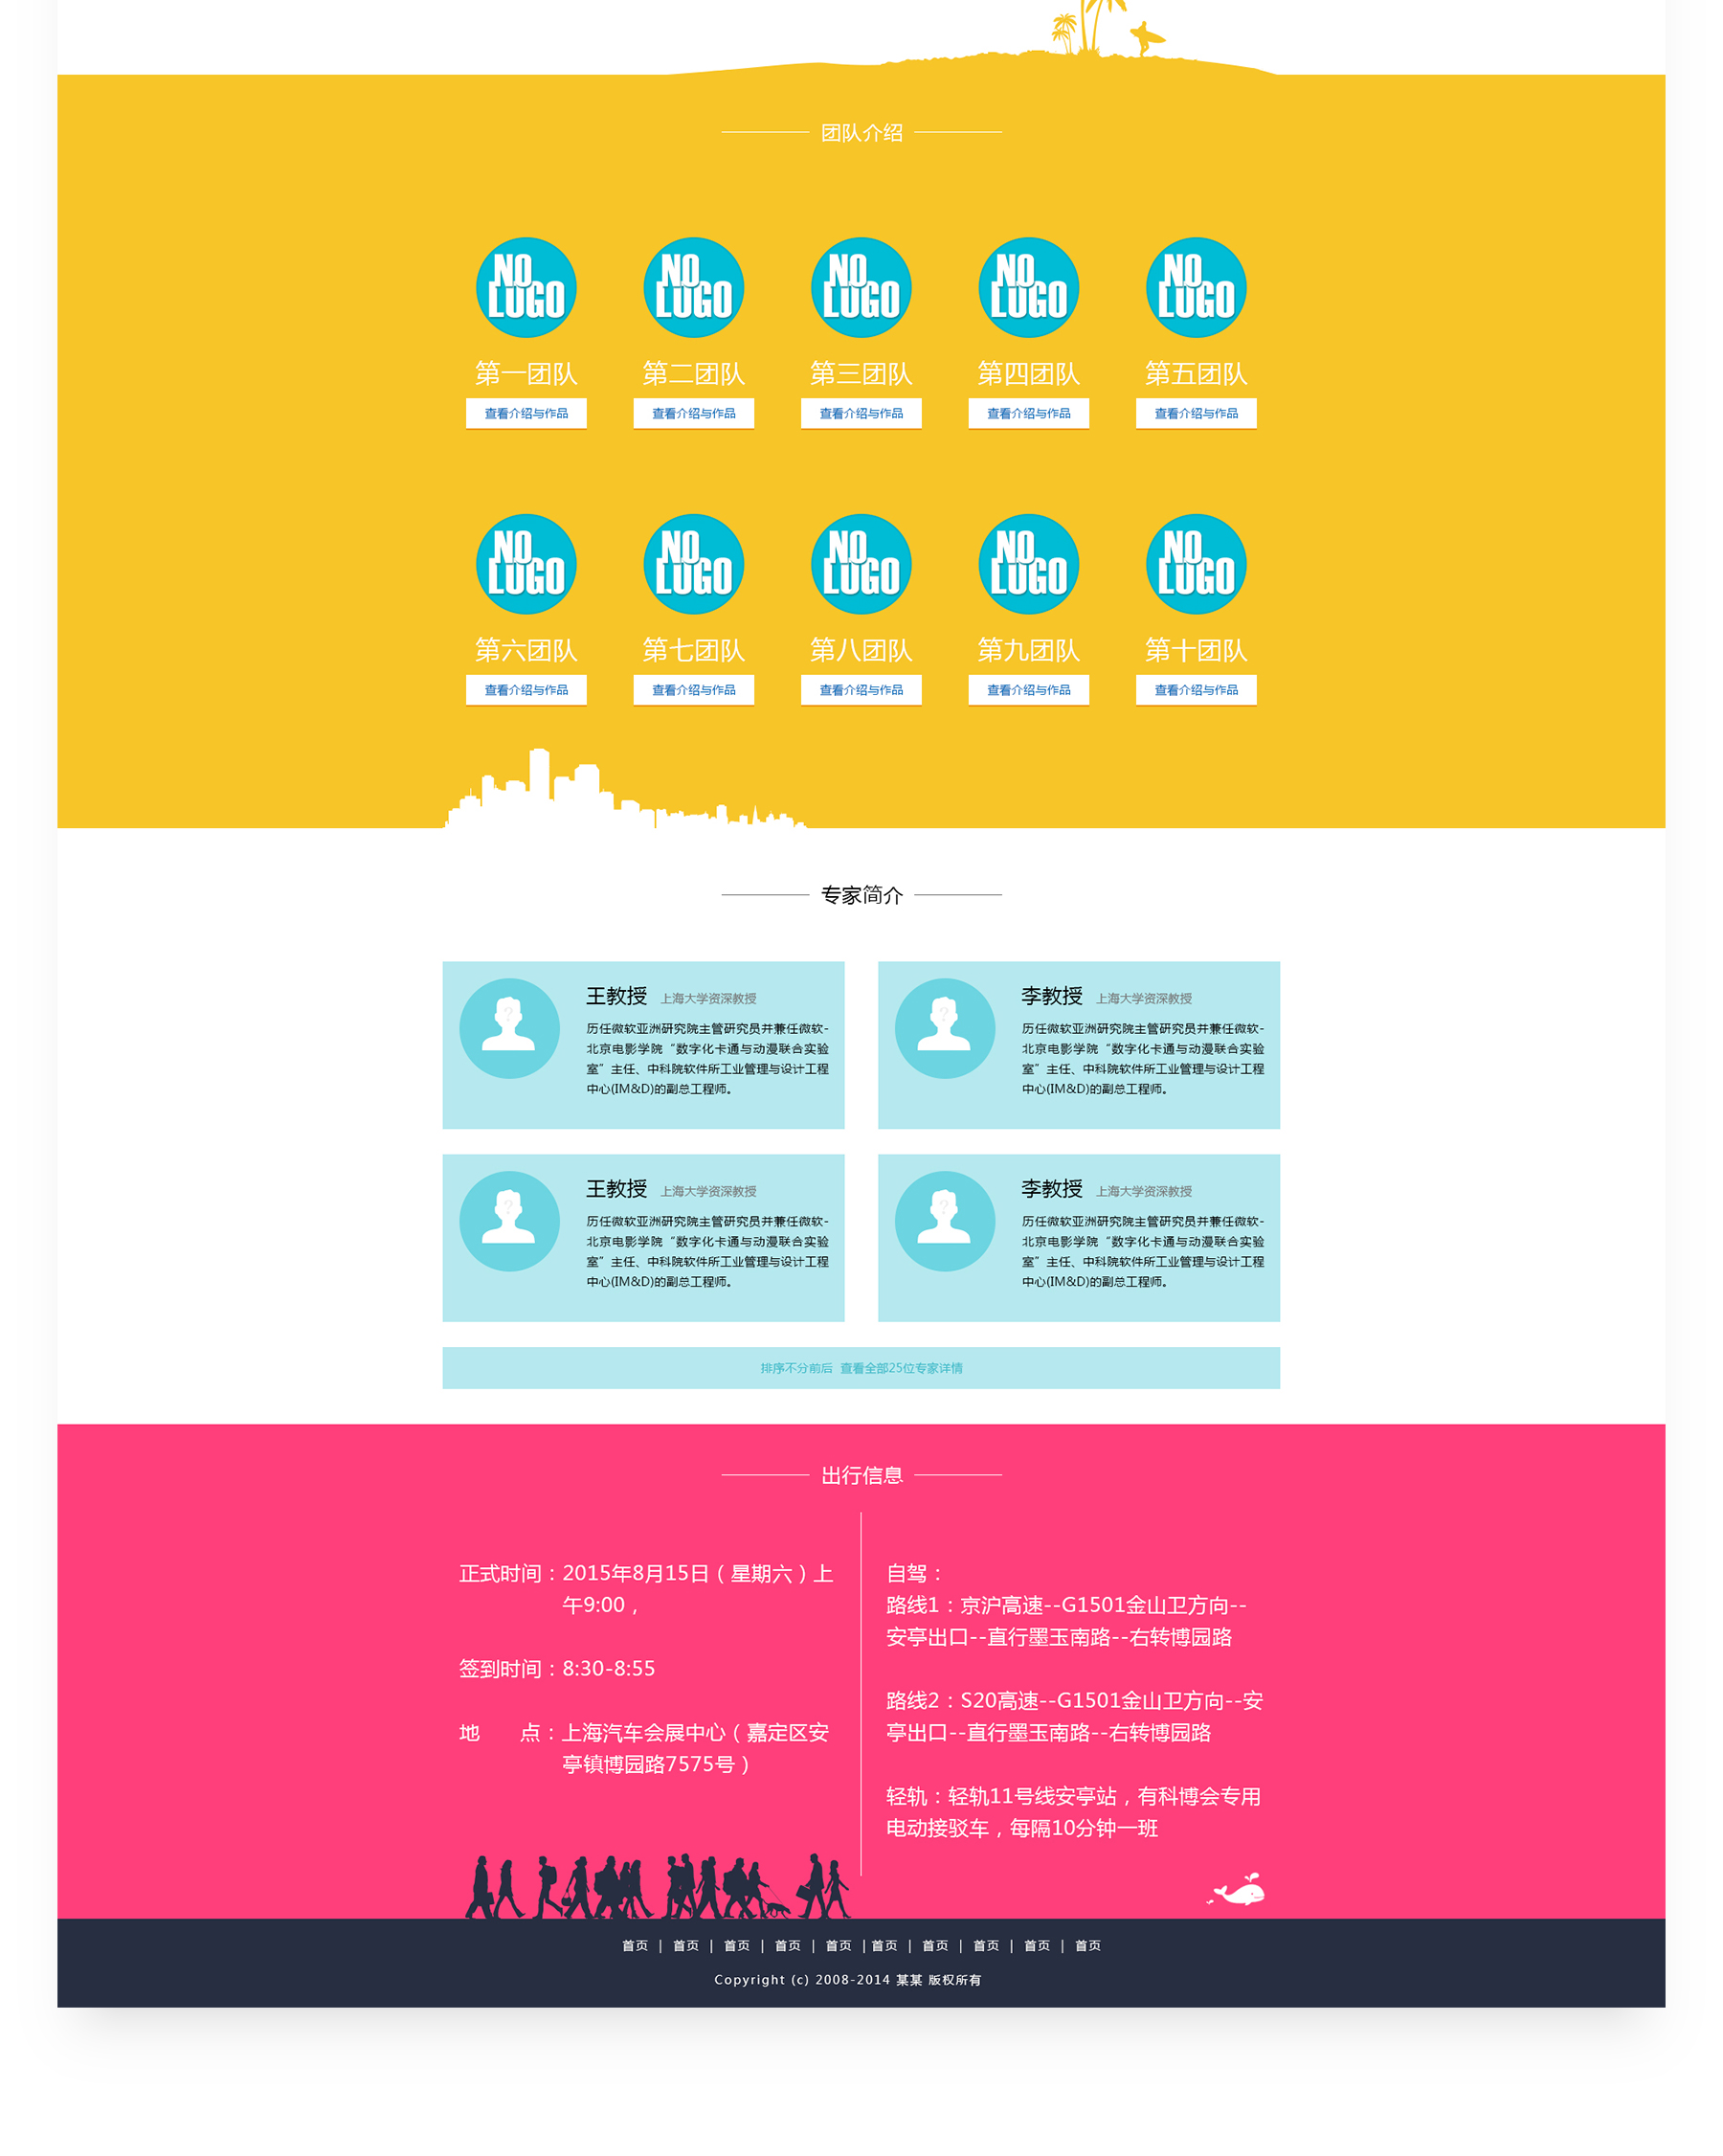 团队介绍
NO LOGO NO LOGO NO LOGO NO LOGO NO LOGO
第一团队 第二团队 第三团队 第四团队 第五团队
查看介绍与作品 查看介绍与作品 查看介绍与作品 查看介绍与作品 查看介绍与作品
NO LOGO NO LOGO NO LOGO NO LOGO NO LOGO
第六团队 第七团队 第八团队 第九团队 第十团队
查看介绍与作品 查看介绍与作品 查看介绍与作品 查看介绍与作品 查看介绍与作品
专家简介
王教授 上海大学资深教授
历任微软亚洲研究院主管研究员并兼任微软-
北京电影学院“数字化卡通与动漫联合实验
室”主任、中科院软件所工业管理与设计工程
中心(IM&D)的副总工程师。
李教授 上海大学资深教授
历任微软亚洲研究院主管研究员并兼任微软-
北京电影学院“数字化卡通与动漫联合实验
室”主任、中科院软件所工业管理与设计工程
中心(IM&D)的副总工程师。
王教授 上海大学资深教授
历任微软亚洲研究院主管研究员并兼任微软-
北京电影学院“数字化卡通与动漫联合实验
室”主任、中科院软件所工业管理与设计工程
中心(IM&D)的副总工程师。
李教授 上海大学资深教授
历任微软亚洲研究院主管研究员并兼任微软-
北京电影学院“数字化卡通与动漫联合实验
室”主任、中科院软件所工业管理与设计工程
中心(IM&D)的副总工程师。
排序不分前后 查看全部25位专家详情
出行信息
正式时间：2015年8月15日（星期六）上
午9:00，
签到时间：8:30-8:55
地 点：上海汽车会展中心（嘉定区安
亭镇博园路7575号）
自驾：
路线1：京沪高速--G1501金山卫方向--
安亭出口--直行墨玉南路--右转博园路
路线2：S20高速--G1501金山卫方向--安
亭出口--直行墨玉南路--右转博园路
轻轨：轻轨11号线安亭站，有科博会专用
电动接驳车，每隔10分钟一班
首页 | 首页 | 首页 | 首页 | 首页 | 首页 | 首页 | 首页 | 首页 | 首页
Copyright (c) 2008-2014 某某 版权所有